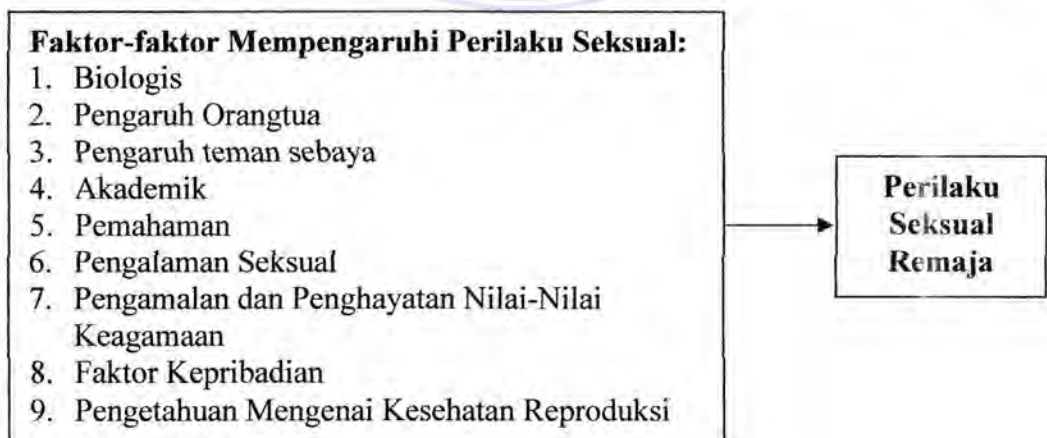 Faktor-faktor Mempengaruhi Perilaku Seksual:
1. Biologis
2. Pengaruh Orangtua
3. Pengaruh teman sebaya
4. Akademik
5. Pemahaman
6. Pengalaman Seksual
7. Pengamalan dan Penghayatan Nilai-Nilai
Keagamaan
8. Faktor Kepribadian
9. Pengetahuan Mengenai Kesehatan Reproduksi
Perilaku
Seksual
Remaja